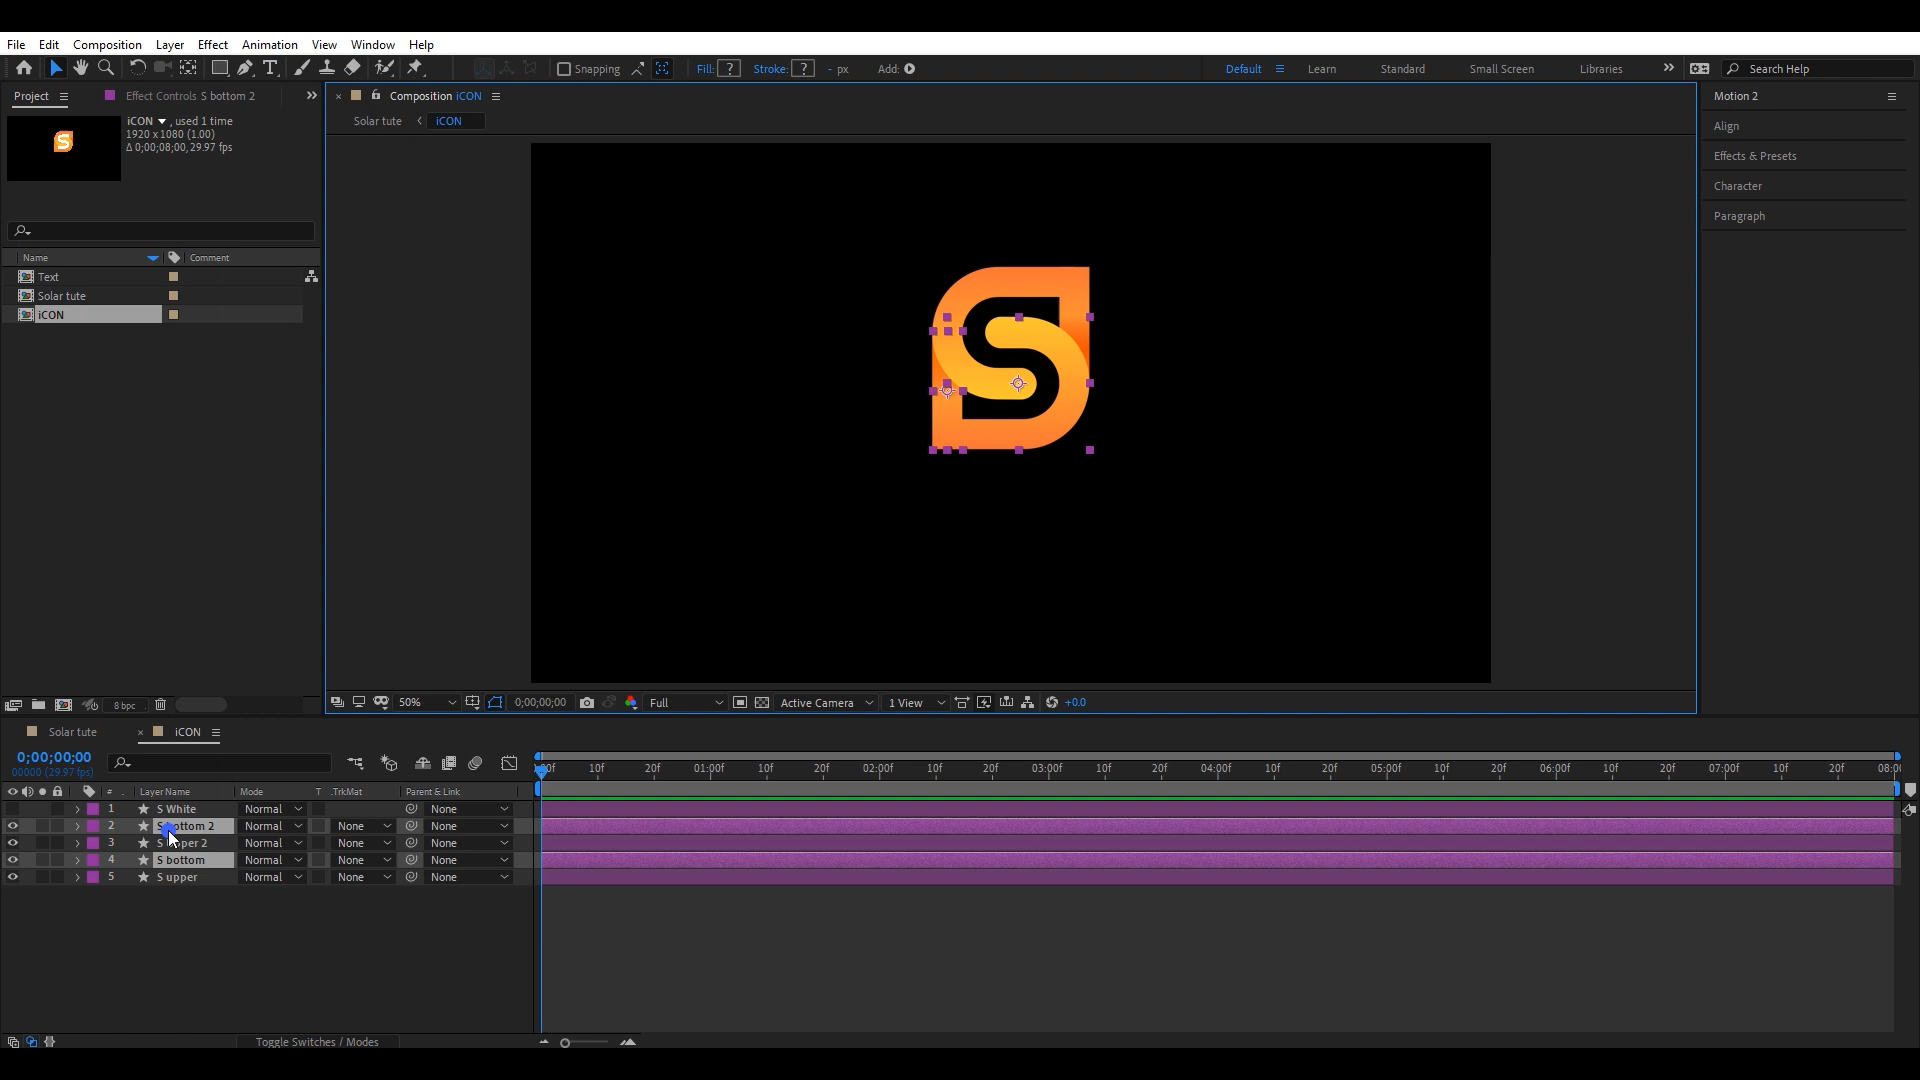 File Edit Composition Layer Effect Animation View Window Help
Snapping Fill: ? Stroke: ? - px Add: Default Learn Standard Small Screen Libraries Search Help
Project Effect Controls S bottom 2
Composition iCON
Motion 2
iCON , used 1 time
1920 x 1080 (1.00)
Δ 0;00;08;00, 29.97 fps
Solar tute iCON
Align
Effects & Presets
Character
Paragraph
Name Comment
Text
Solar tute
iCON
8 bpc
50% 0;00;00;00 Full Active Camera 1 View +0.0
Solar tute iCON
0;00;00;00
00000 (29.97 fps)
10f 20f 01:00f 10f 20f 02:00f 10f 20f 03:00f 10f 20f 04:00f 10f 20f 05:00f 10f 20f 06:00f 10f 20f 07:00f 10f 20f
# Layer Name Mode T .TrkMat Parent & Link
1 S White Normal None
2 S bottom 2 Normal None None
3 S upper 2 Normal None None
4 S bottom Normal None None
5 S upper Normal None None
Toggle Switches / Modes